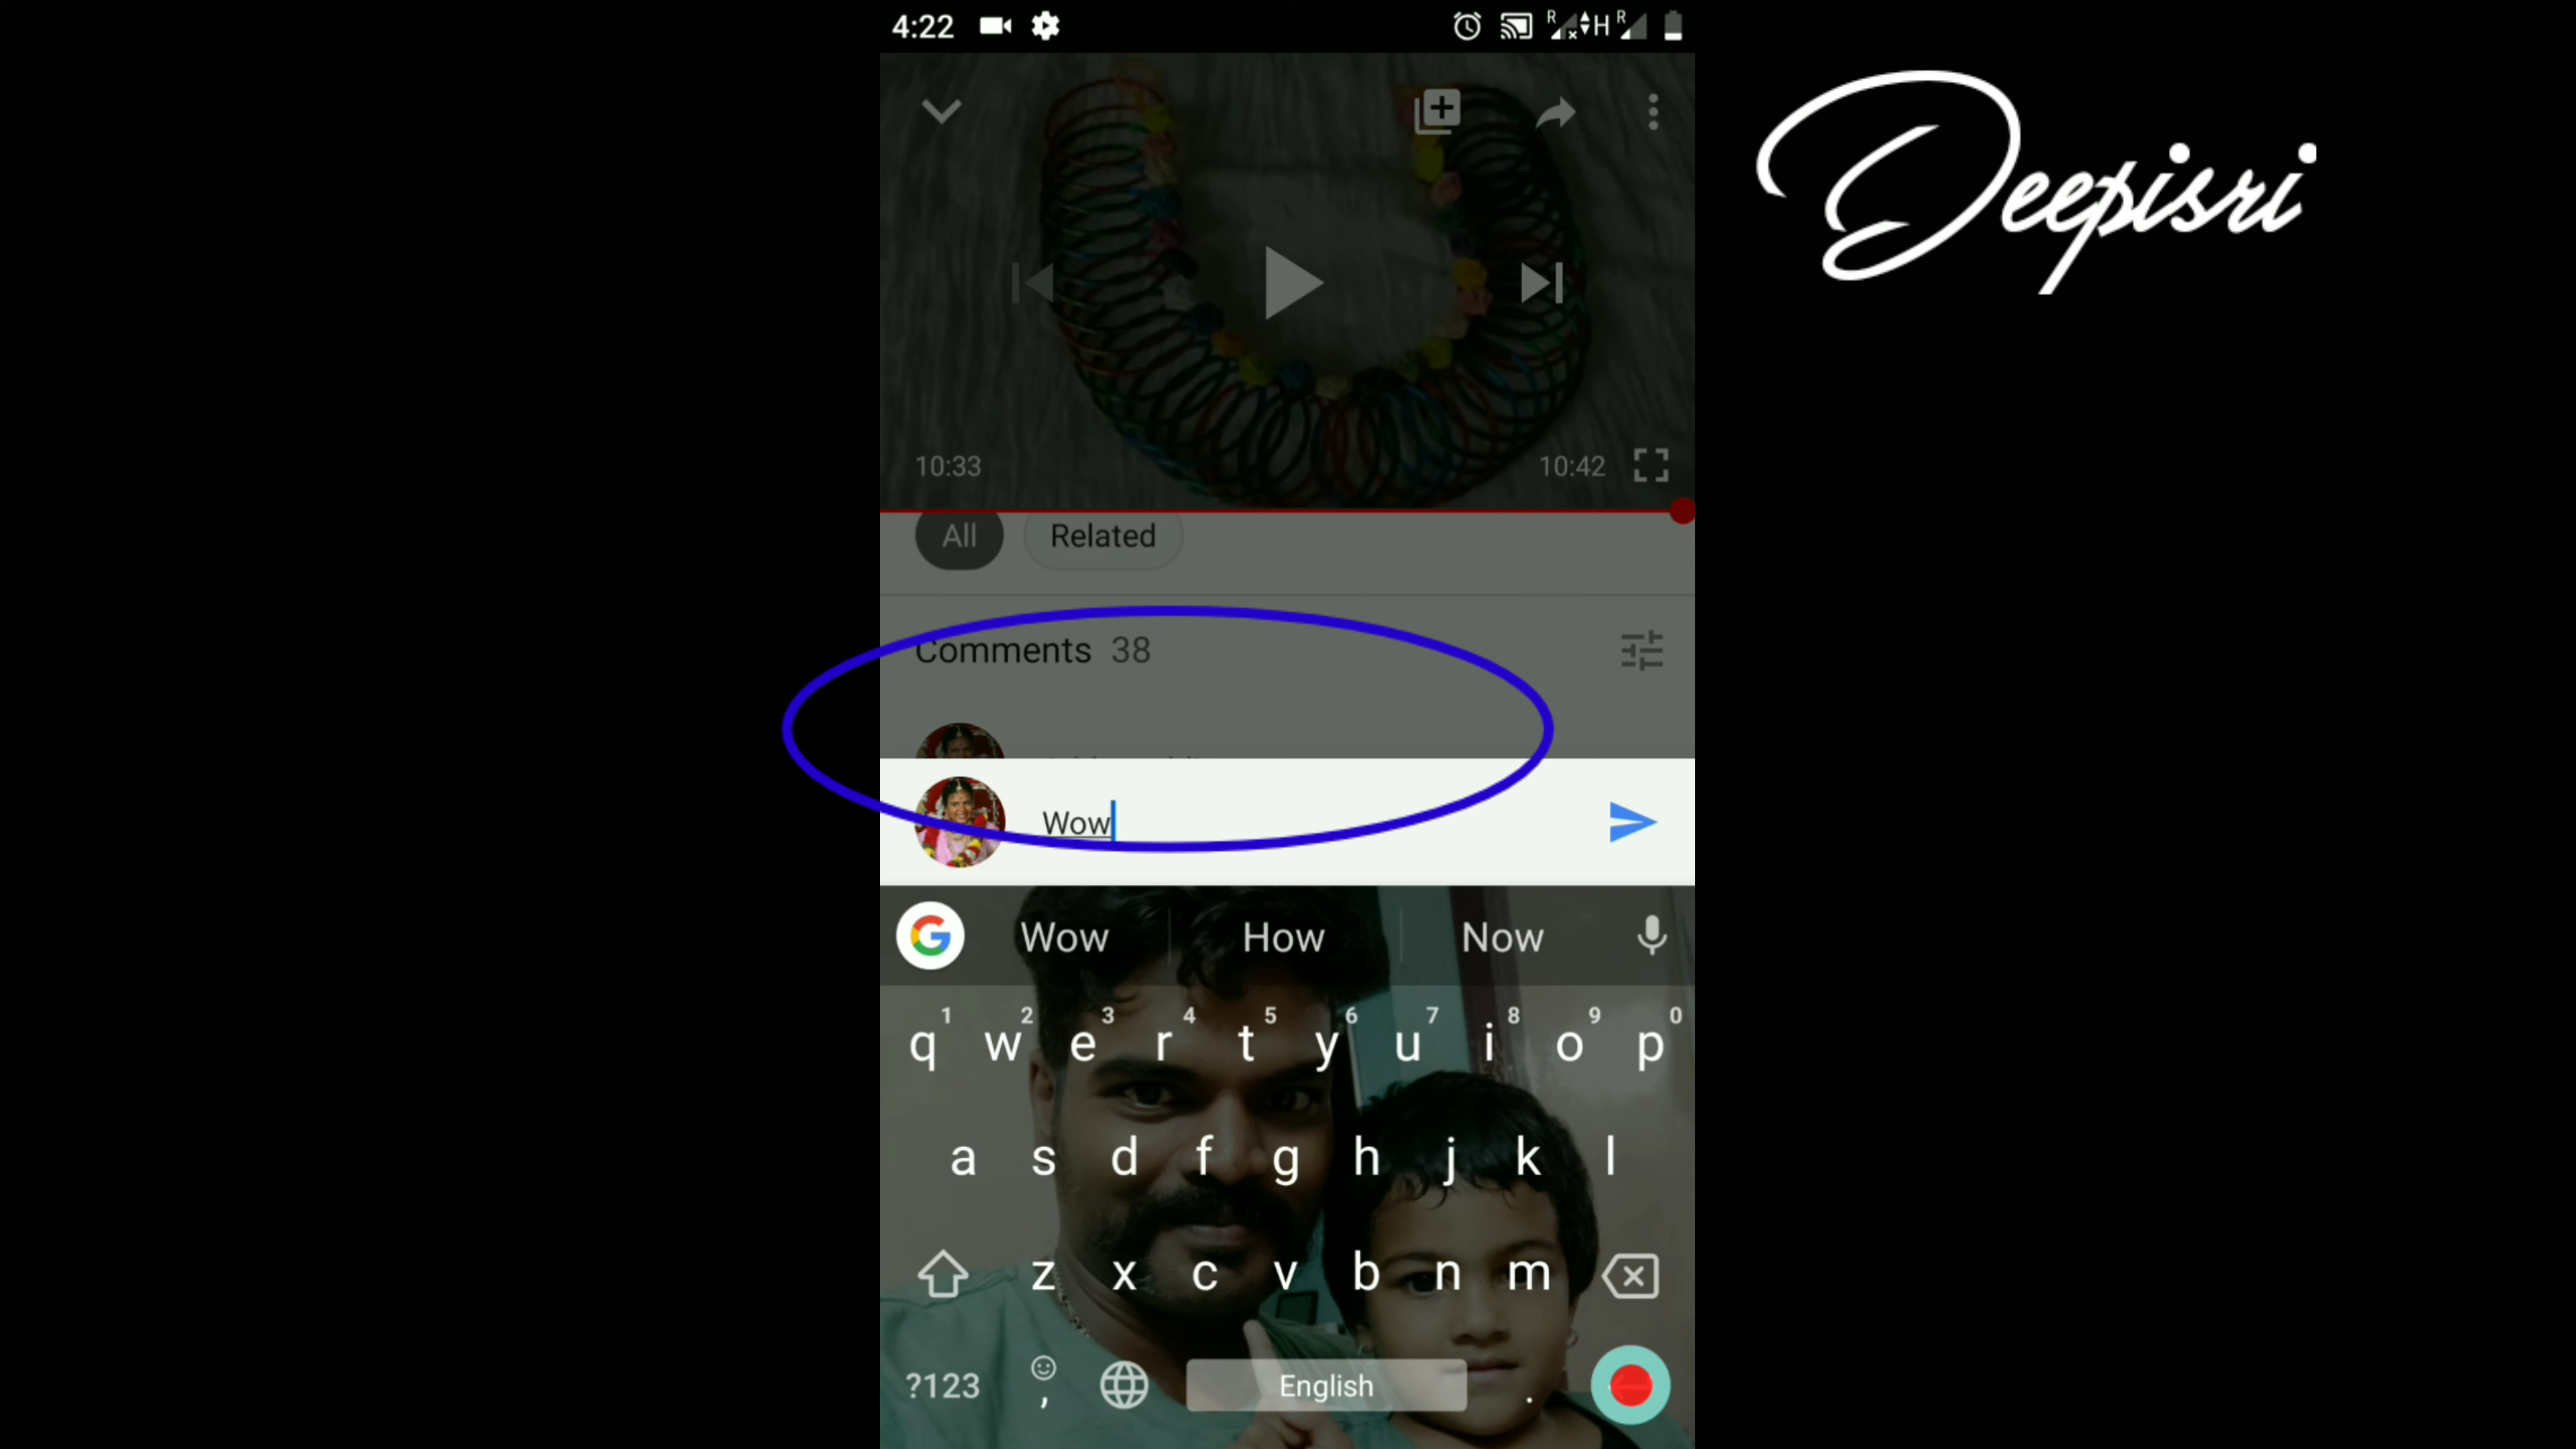 4:22
R H R
Deepisri
10:33 10:42
All Related
Comments 38
Wow
G Wow How Now
1 2 3 4 5 6 7 8 9 0
q w e r t y u i o p
a s d f g h j k l
z x c v b n m
?123 , English .